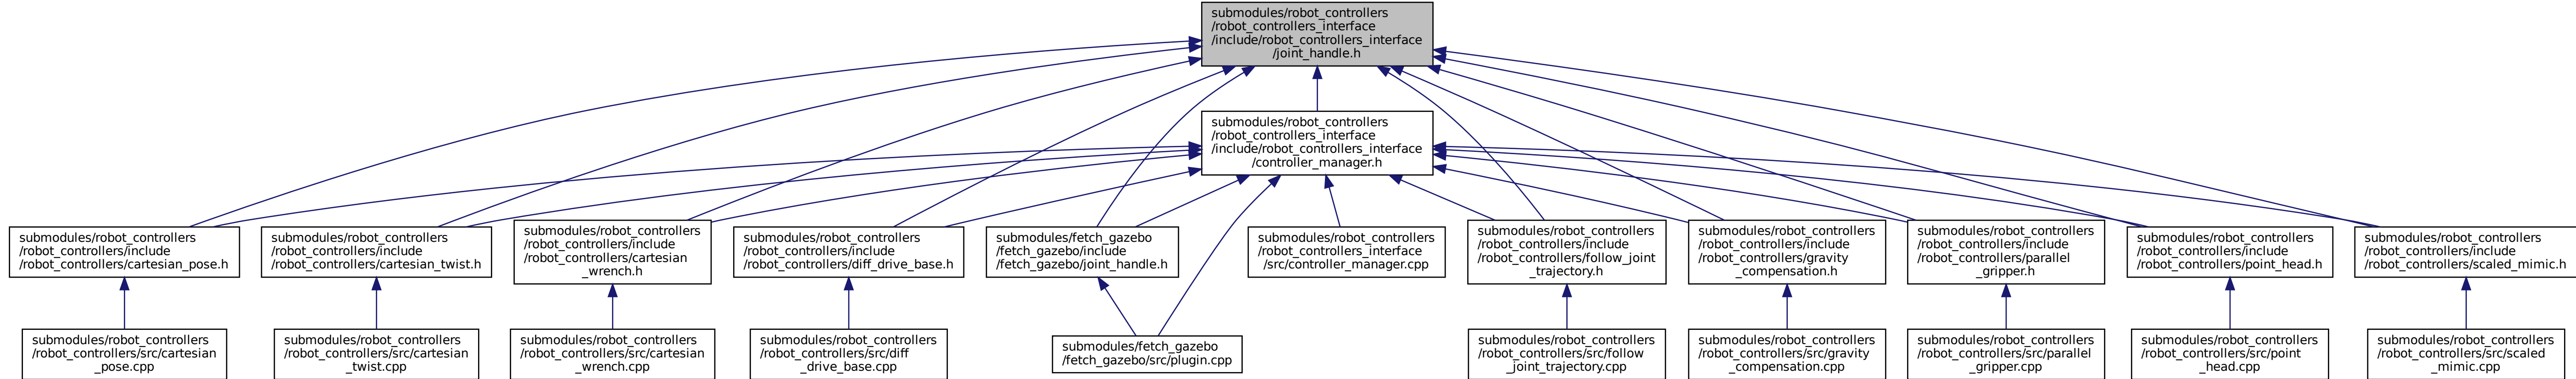 submodules/robot_controllers
/robot_controllers_interface
/include/robot_controllers_interface
/joint_handle.h
submodules/robot_controllers
/robot_controllers_interface
/include/robot_controllers_interface
/controller_manager.h
submodules/robot_controllers
/robot_controllers/include
/robot_controllers/cartesian_pose.h
submodules/robot_controllers
/robot_controllers/include
/robot_controllers/cartesian_twist.h
submodules/robot_controllers
/robot_controllers/include
/robot_controllers/cartesian
_wrench.h
submodules/robot_controllers
/robot_controllers/include
/robot_controllers/diff_drive_base.h
submodules/fetch_gazebo
/fetch_gazebo/include
/fetch_gazebo/joint_handle.h
submodules/robot_controllers
/robot_controllers_interface
/src/controller_manager.cpp
submodules/robot_controllers
/robot_controllers/include
/robot_controllers/follow_joint
_trajectory.h
submodules/robot_controllers
/robot_controllers/include
/robot_controllers/gravity
_compensation.h
submodules/robot_controllers
/robot_controllers/include
/robot_controllers/parallel
_gripper.h
submodules/robot_controllers
/robot_controllers/include
/robot_controllers/point_head.h
submodules/robot_controllers
/robot_controllers/include
/robot_controllers/scaled_mimic.h
submodules/robot_controllers
/robot_controllers/src/cartesian
_pose.cpp
submodules/robot_controllers
/robot_controllers/src/cartesian
_twist.cpp
submodules/robot_controllers
/robot_controllers/src/cartesian
_wrench.cpp
submodules/robot_controllers
/robot_controllers/src/diff
_drive_base.cpp
submodules/fetch_gazebo
/fetch_gazebo/src/plugin.cpp
submodules/robot_controllers
/robot_controllers/src/follow
_joint_trajectory.cpp
submodules/robot_controllers
/robot_controllers/src/gravity
_compensation.cpp
submodules/robot_controllers
/robot_controllers/src/parallel
_gripper.cpp
submodules/robot_controllers
/robot_controllers/src/point
_head.cpp
submodules/robot_controllers
/robot_controllers/src/scaled
_mimic.cpp